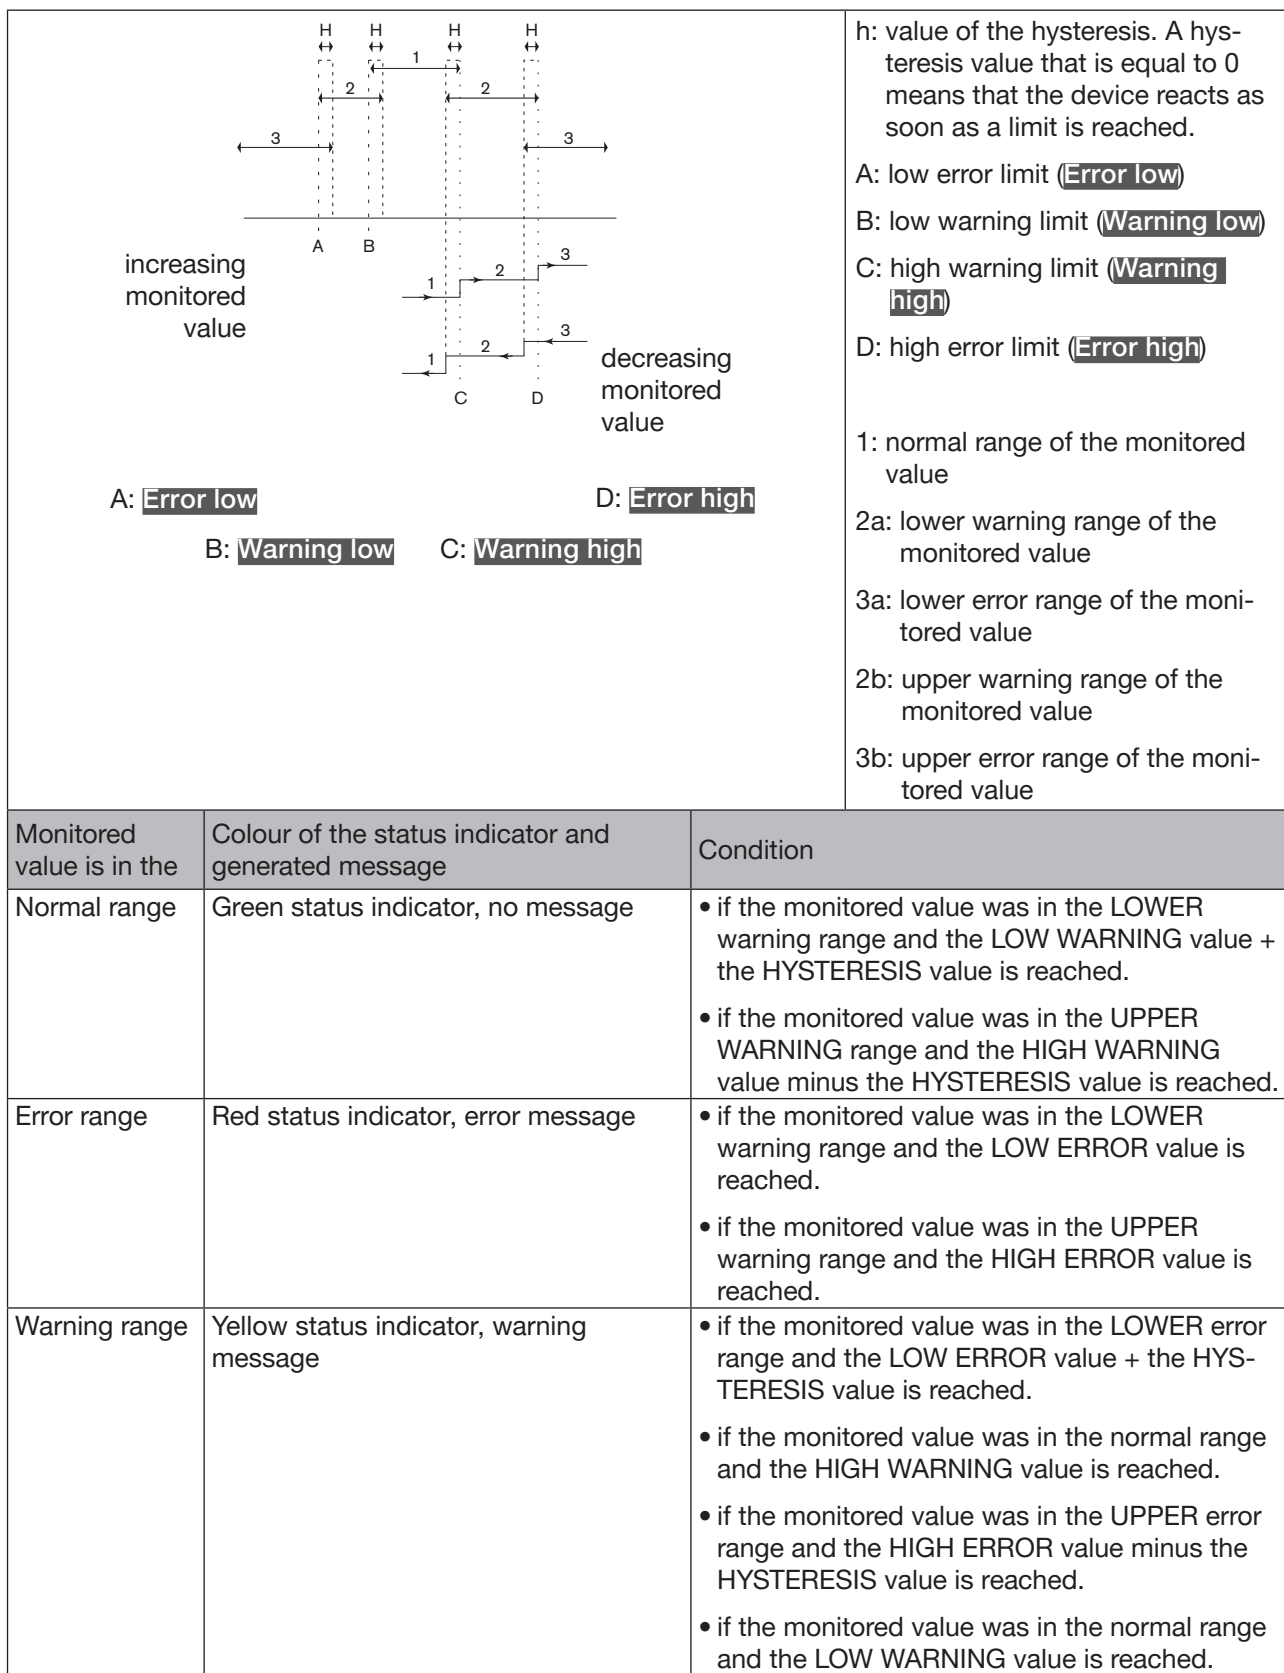 H H H H
1
2 2
3 3
A B
increasing
monitored
value
1 2 3
1 2 3
decreasing
monitored
value
C D
A: Error low
D: Error high
B: Warning low
C: Warning high
h: value of the hysteresis. A hys-
teresis value that is equal to 0
means that the device reacts as
soon as a limit is reached.
A: low error limit (Error low)
B: low warning limit (Warning low)
C: high warning limit (Warning
high)
D: high error limit (Error high)
1: normal range of the monitored
value
2a: lower warning range of the
monitored value
3a: lower error range of the moni-
tored value
2b: upper warning range of the
monitored value
3b: upper error range of the moni-
tored value
Monitored
value is in the
Colour of the status indicator and
generated message
Condition
Normal range
Green status indicator, no message
• if the monitored value was in the LOWER
warning range and the LOW WARNING value +
the HYSTERESIS value is reached.
• if the monitored value was in the UPPER
WARNING range and the HIGH WARNING
value minus the HYSTERESIS value is reached.
Error range
Red status indicator, error message
• if the monitored value was in the LOWER
warning range and the LOW ERROR value is
reached.
• if the monitored value was in the UPPER
warning range and the HIGH ERROR value is
reached.
Warning range
Yellow status indicator, warning
message
• if the monitored value was in the LOWER error
range and the LOW ERROR value + the HYS-
TERESIS value is reached.
• if the monitored value was in the normal range
and the HIGH WARNING value is reached.
• if the monitored value was in the UPPER error
range and the HIGH ERROR value minus the
HYSTERESIS value is reached.
• if the monitored value was in the normal range
and the LOW WARNING value is reached.